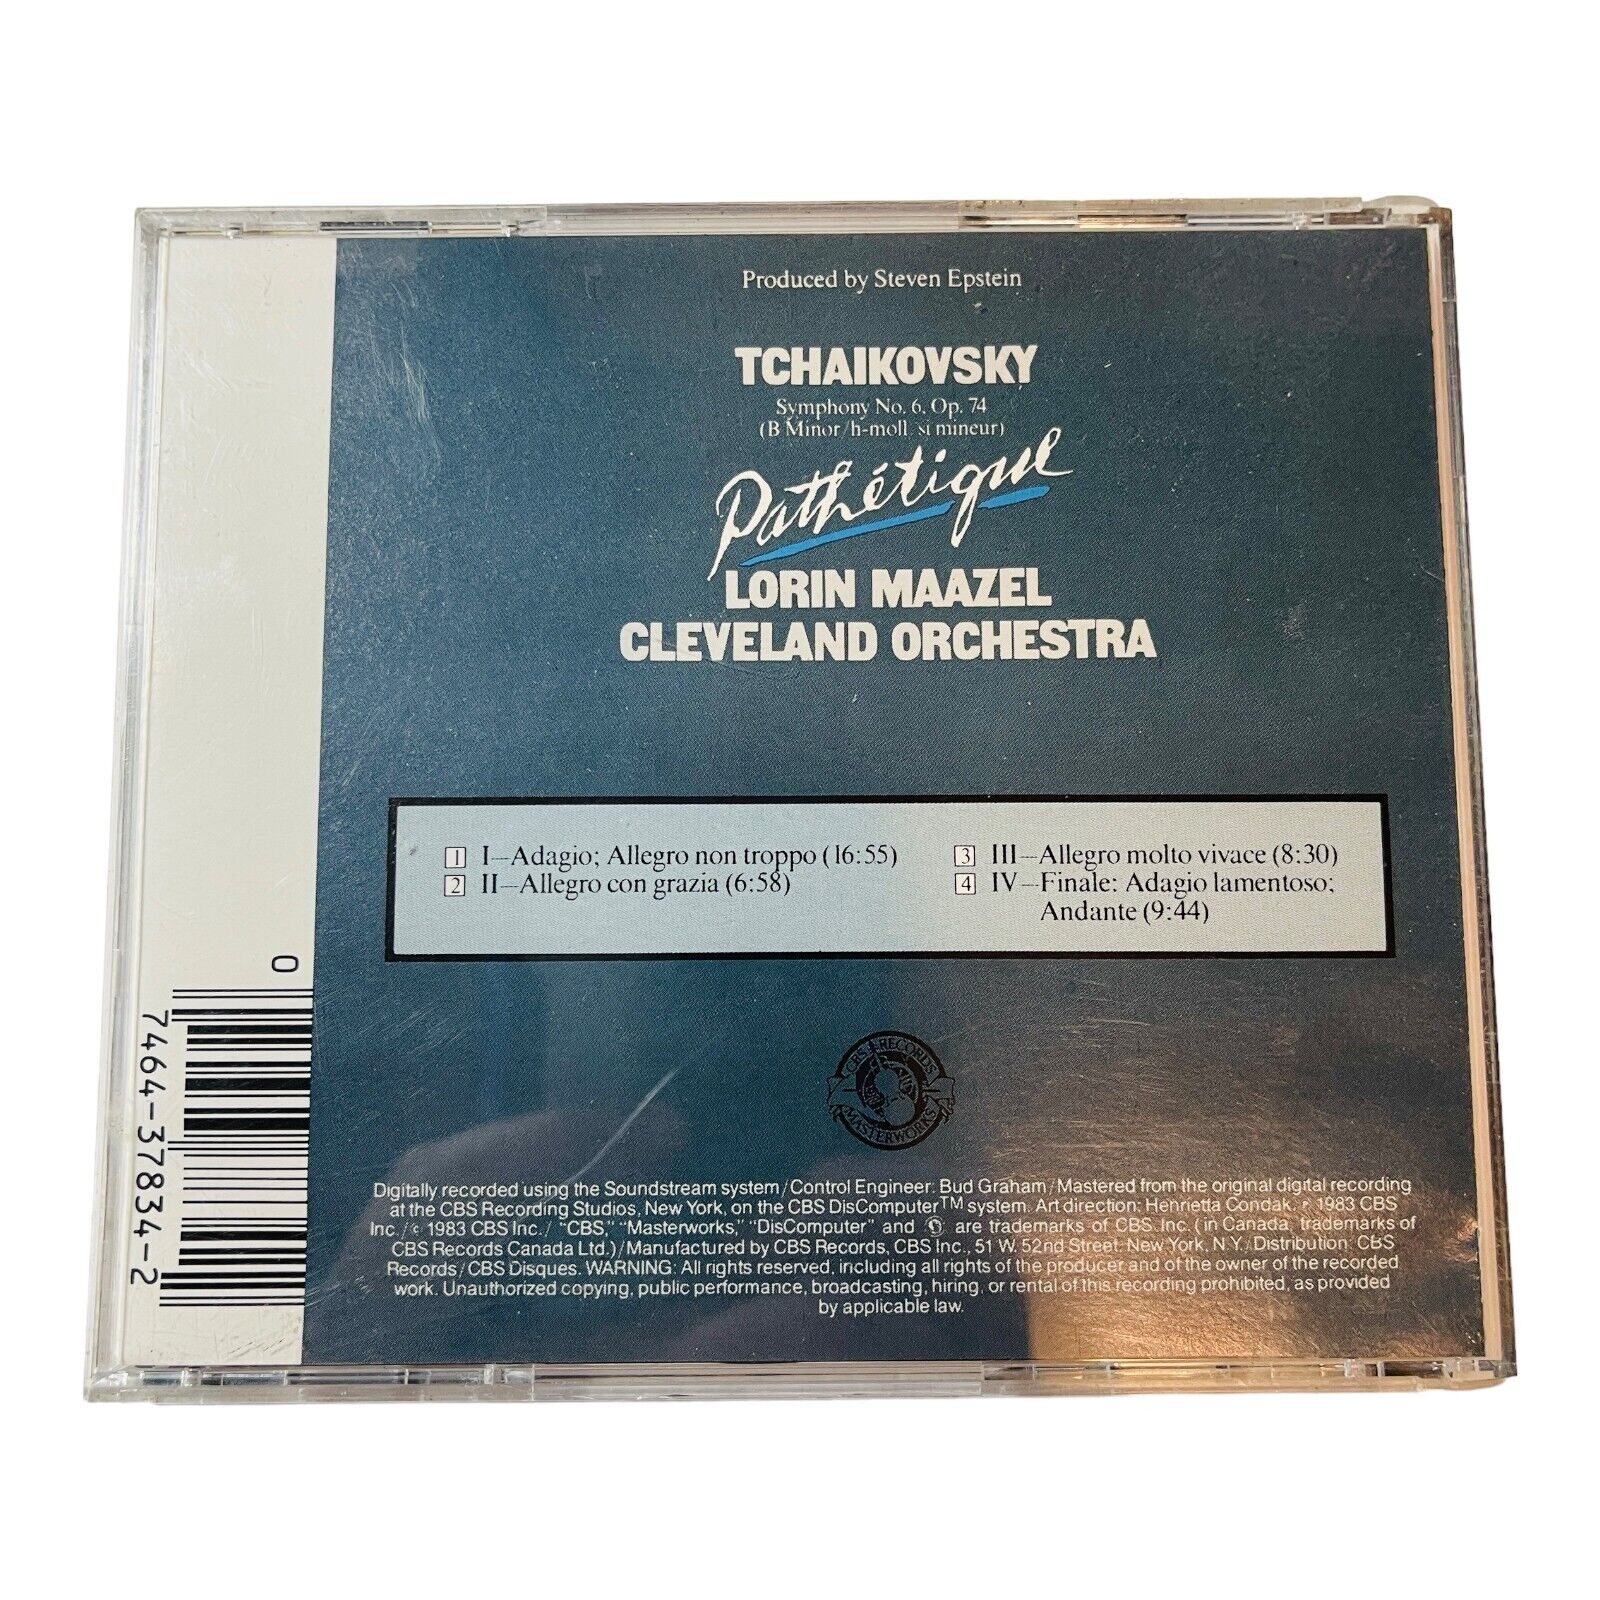 Produced by Steven Epstein
TCHAIKOVSKY
Symphony No. 6, Op. 74
(B Minor/h-moll, si mineur)
Pathétique
LORIN MAAZEL
CLEVELAND ORCHESTRA
1 I—Adagio; Allegro non troppo (16:55)
2 II—Allegro con grazia (6:58)
3 III—Allegro molto vivace (8:30)
4 IV—Finale: Adagio lamentoso;
Andante (9:44)
0
7464-37834-2
CBS RECORDS
MASTERWORKS
Digitally recorded using the Soundstream system/Control Engineer: Bud Graham/Mastered from the original digital recording
at the CBS Recording Studios, New York, on the CBS DisComputer™ system. Art direction: Henrietta Condak. ℗ 1983 CBS
Inc./© 1983 CBS Inc./ "CBS," "Masterworks," "DisComputer" and are trademarks of CBS Inc. (in Canada, trademarks of
CBS Records Canada Ltd.)/Manufactured by CBS Records, CBS Inc., 51 W. 52nd Street, New York, N.Y./Distribution: CBS
Records/CBS Disques. WARNING: All rights reserved, including all rights of the producer and of the owner of the recorded
work. Unauthorized copying, public performance, broadcasting, hiring, or rental of this recording prohibited, as provided
by applicable law.